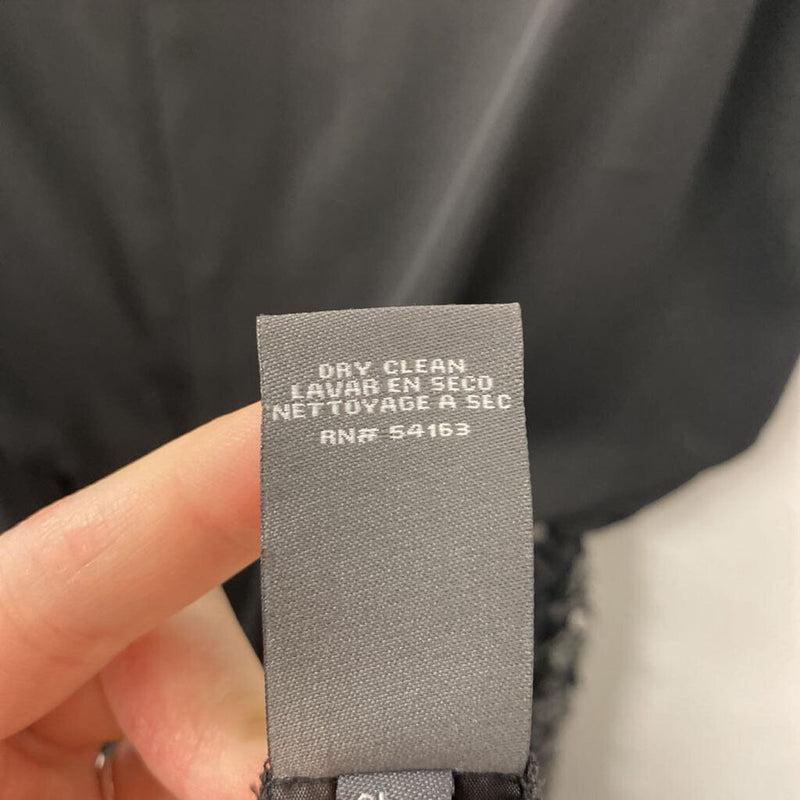 DRY CLEAN
LAVAR EN SECO
NETTOYAGE A SEC
RN# 54163